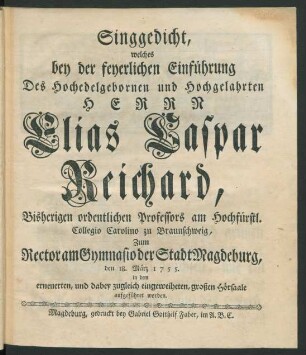 Singgedicht,
welches
bey der feyerlichen Einführung
Des Hochedelgebornen und Hochgelahrten
HERRN
Elias Caspar
Reichard,
Bisherigen ordentlichen Professors am Hochfürstl.
Collegio Carolino zu Braunschweig,
Zum
Rector am Gymnasio der Stadt Magdeburg,
den 18. März 1755.
in dem
erneuerten, und daher zugleich eingeweiheten, grossen Hörsaale
aufgeführet worden.
Magdeburg, gedruckt bey Gabriel Gotthilf Faber, im A. B. C.